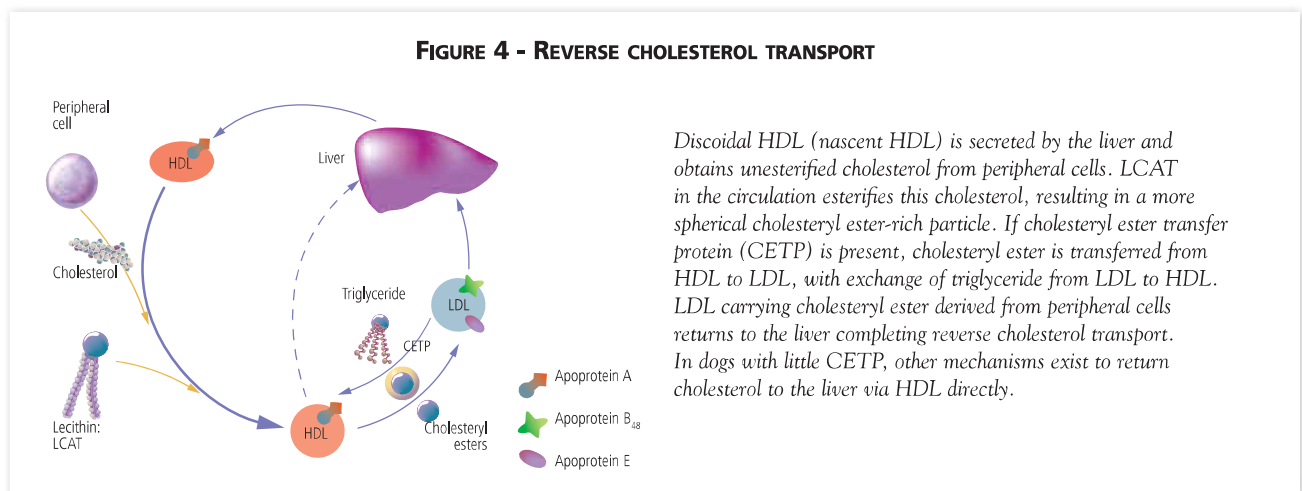 FIGURE 4 - REVERSE CHOLESTEROL TRANSPORT
Peripheral
cell
HDL
Liver
Cholesterol
Triglyceride
LDL
CETP
Lecithin:
LCAT
HDL
Cholesteryl
esters
Apoprotein A
Apoprotein B48
Apoprotein E
Discoidal HDL (nascent HDL) is secreted by the liver and
obtains unesterified cholesterol from peripheral cells. LCAT
in the circulation esterifies this cholesterol, resulting in a more
spherical cholesteryl ester-rich particle. If cholesteryl ester transfer
protein (CETP) is present, cholesteryl ester is transferred from
HDL to LDL, with exchange of triglyceride from LDL to HDL.
LDL carrying cholesteryl ester derived from peripheral cells
returns to the liver completing reverse cholesterol transport.
In dogs with little CETP, other mechanisms exist to return
cholesterol to the liver via HDL directly.